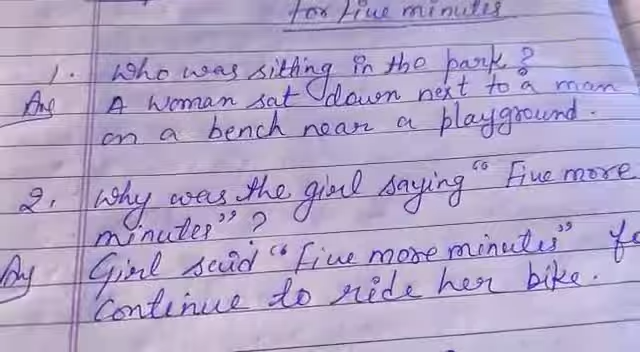 for five minutes
1. Who was sitting in the park?
Ans A woman sat down next to a man
on a bench near a playground.
2. Why was the girl saying "Five more
minutes"?
Girl said "five more minutes"
continue to ride her bike.